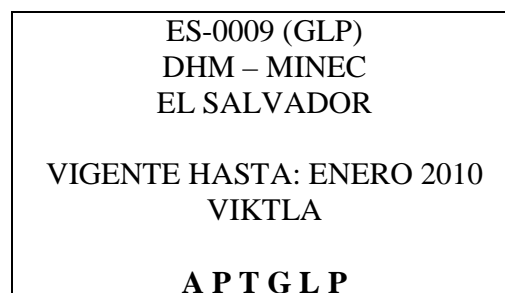 ES-0009 (GLP)
DHM – MINEC
EL SALVADOR
VIGENTE HASTA: ENERO 2010
VIKTLA
A P T G L P